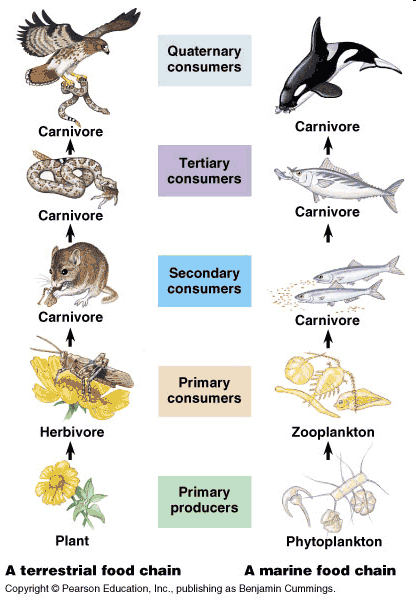 Quaternary
consumers
Carnivore
Carnivore
Tertiary
consumers
Carnivore
Carnivore
Secondary
consumers
Carnivore
Carnivore
Primary
consumers
Herbivore
Zooplankton
Primary
producers
Plant
Phytoplankton
A terrestrial food chain
A marine food chain
Copyright © Pearson Education, Inc., publishing as Benjamin Cummings.